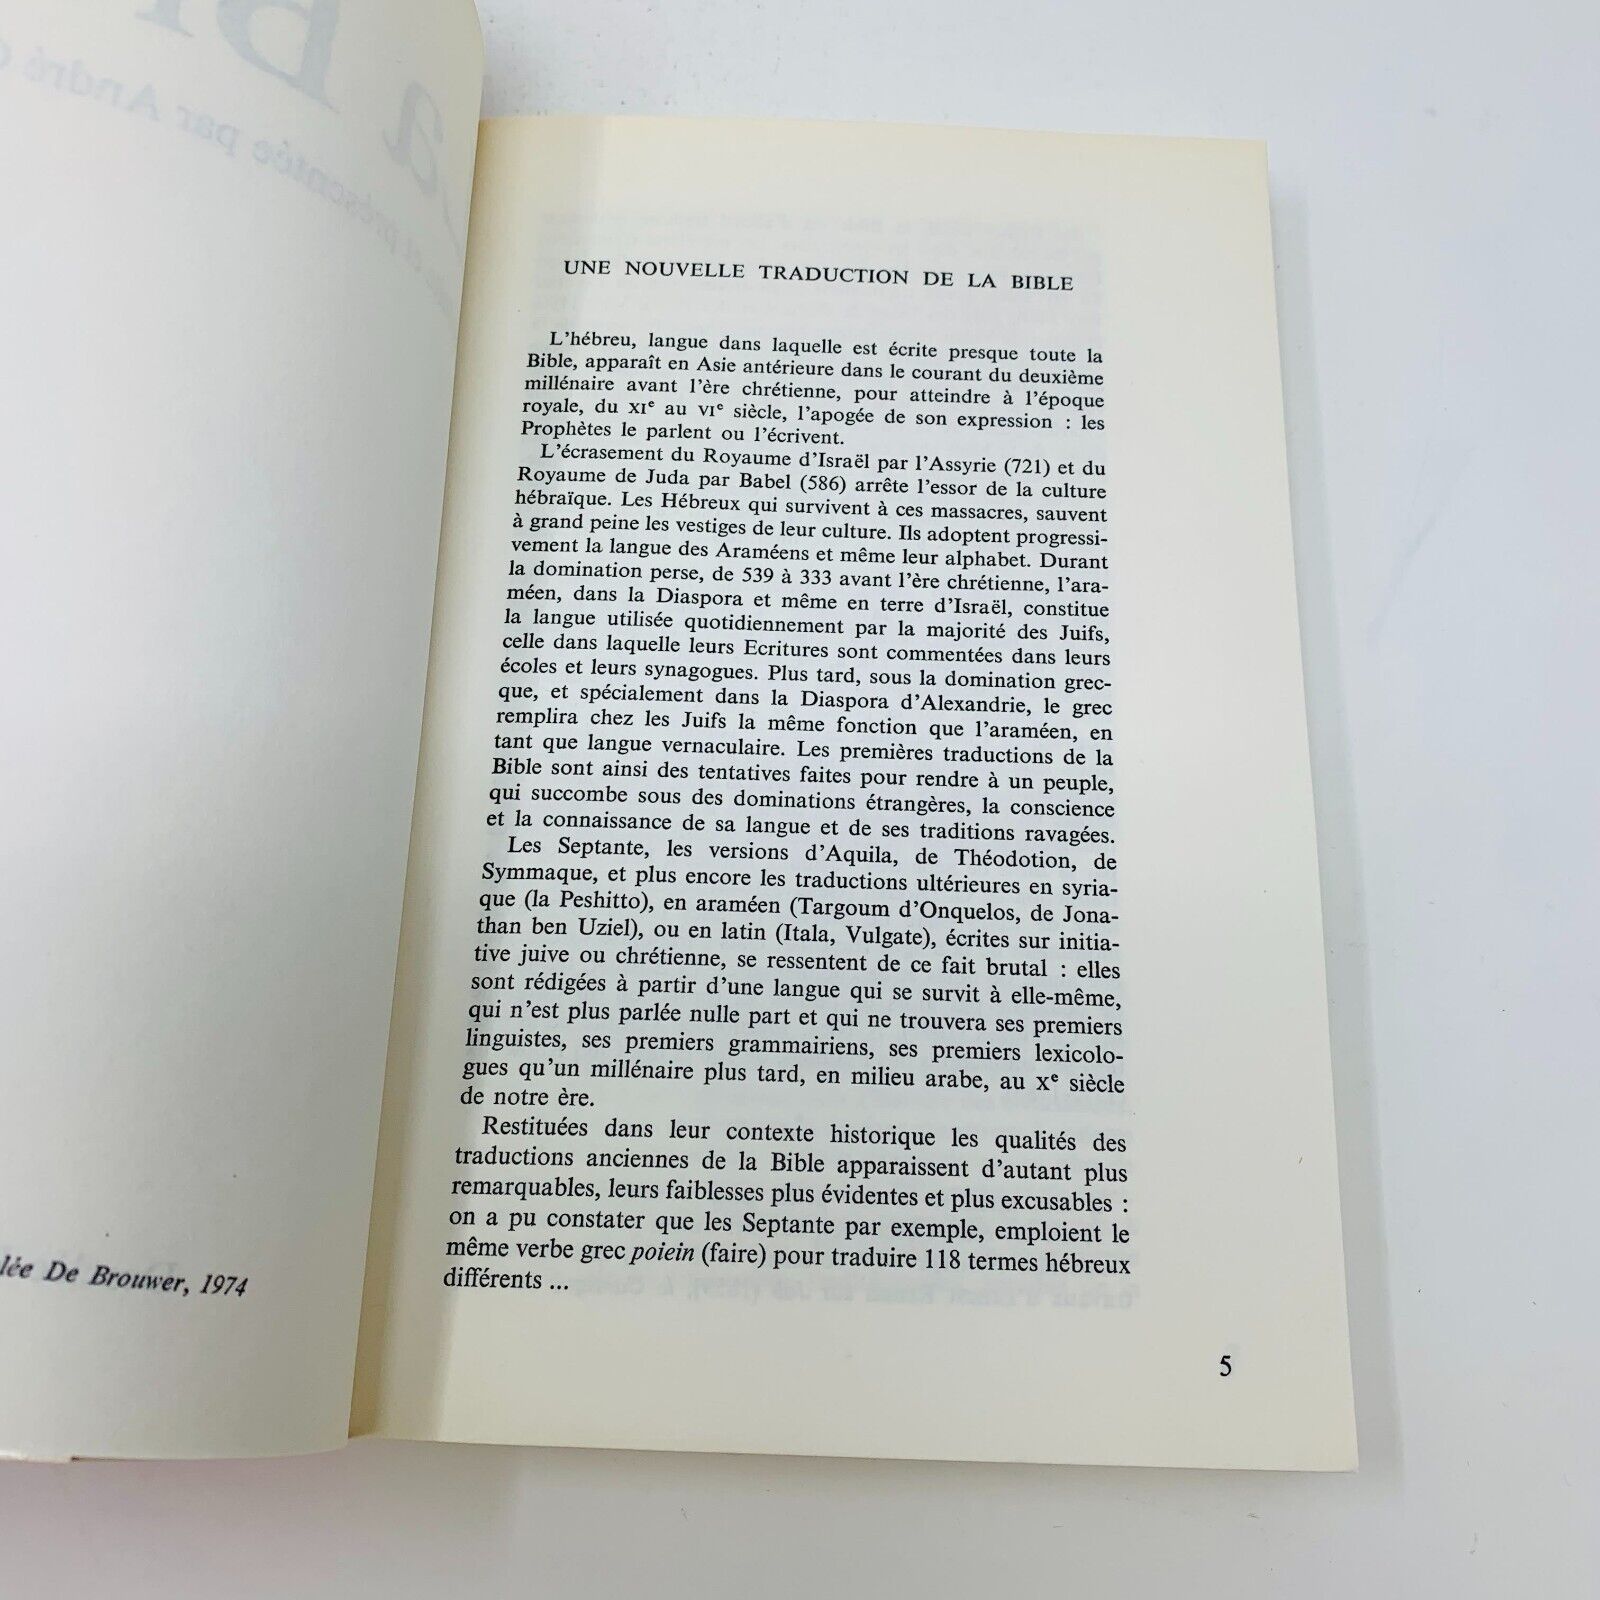 lée De Brouwer, 1974
UNE NOUVELLE TRADUCTION DE LA BIBLE
L'hébreu, langue dans laquelle est écrite presque toute la
Bible, apparaît en Asie antérieure dans le courant du deuxième
millénaire avant l'ère chrétienne, pour atteindre à l'époque
royale, du XIe au VIe siècle, l'apogée de son expression : les
Prophètes le parlent ou l'écrivent.
L'écrasement du Royaume d'Israël par l'Assyrie (721) et du
Royaume de Juda par Babel (586) arrête l'essor de la culture
hébraïque. Les Hébreux qui survivent à ces massacres, sauvent
à grand peine les vestiges de leur culture. Ils adoptent progressi-
vement la langue des Araméens et même leur alphabet. Durant
la domination perse, de 539 à 333 avant l'ère chrétienne, l'ara-
méen, dans la Diaspora et même en terre d'Israël, constitue
la langue utilisée quotidiennement par la majorité des Juifs,
celle dans laquelle leurs Ecritures sont commentées dans leurs
écoles et leurs synagogues. Plus tard, sous la domination grec-
que, et spécialement dans la Diaspora d'Alexandrie, le grec
remplira chez les Juifs la même fonction que l'araméen, en
tant que langue vernaculaire. Les premières traductions de la
Bible sont ainsi des tentatives faites pour rendre à un peuple,
qui succombe sous des dominations étrangères, la conscience
et la connaissance de sa langue et de ses traditions ravagées.
Les Septante, les versions d'Aquila, de Théodotion, de
Symmaque, et plus encore les traductions ultérieures en syria-
que (la Peshitto), en araméen (Targoum d'Onquelos, de Jona-
than ben Uziel), ou en latin (Itala, Vulgate), écrites sur initia-
tive juive ou chrétienne, se ressentent de ce fait brutal : elles
sont rédigées à partir d'une langue qui se survit à elle-même,
qui n'est plus parlée nulle part et qui ne trouvera ses premiers
linguistes, ses premiers grammairiens, ses premiers lexicolo-
gues qu'un millénaire plus tard, en milieu arabe, au Xe siècle
de notre ère.
Restituées dans leur contexte historique les qualités des
traductions anciennes de la Bible apparaissent d'autant plus
remarquables, leurs faiblesses plus évidentes et plus excusables :
on a pu constater que les Septante par exemple, emploient le
même verbe grec poiein (faire) pour traduire 118 termes hébreux
différents ...
5